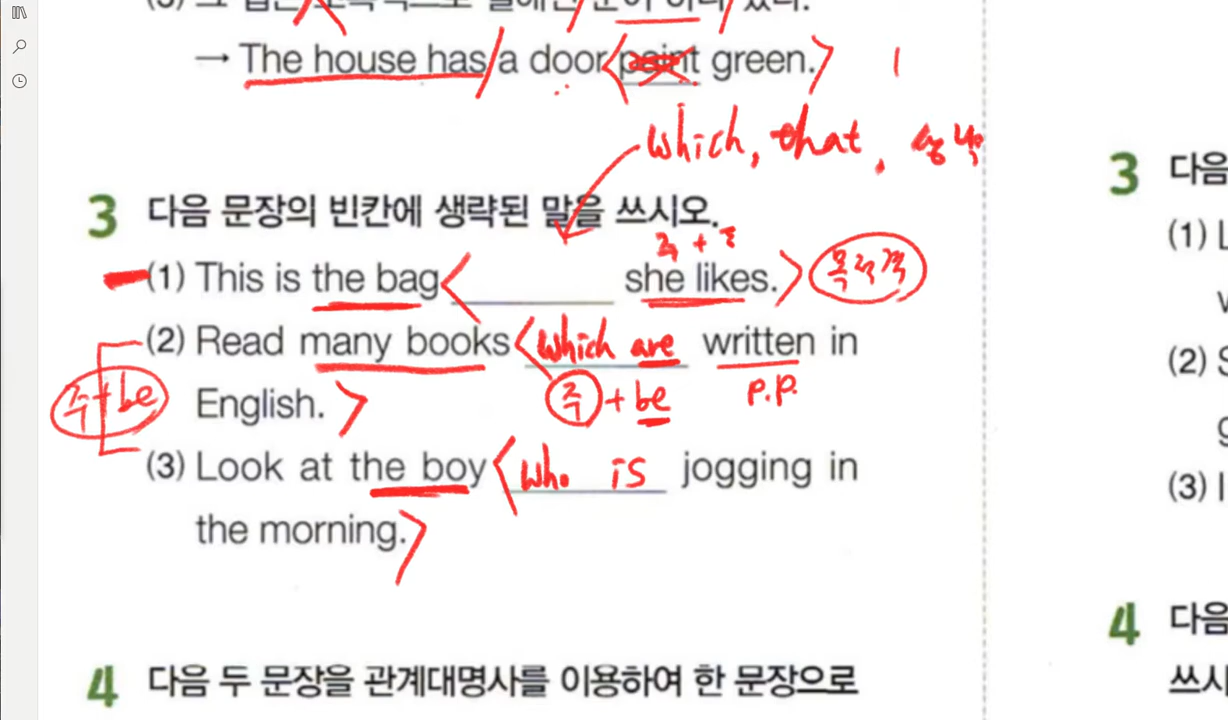 → The house has a door paint green.
which, that, 생략
3 다음 문장의 빈칸에 생략된 말을 쓰시오. 3 다음
주 + 동
(1) This is the bag she likes. 목적격 (1) L
(2) Read many books which are written in
(2) S
주+be English. 주 + be p.p.
g
(3) Look at the boy who is jogging in (3) I
the morning.
4 다음 두 문장을 관계대명사를 이용하여 한 문장으로 4 다음
쓰시